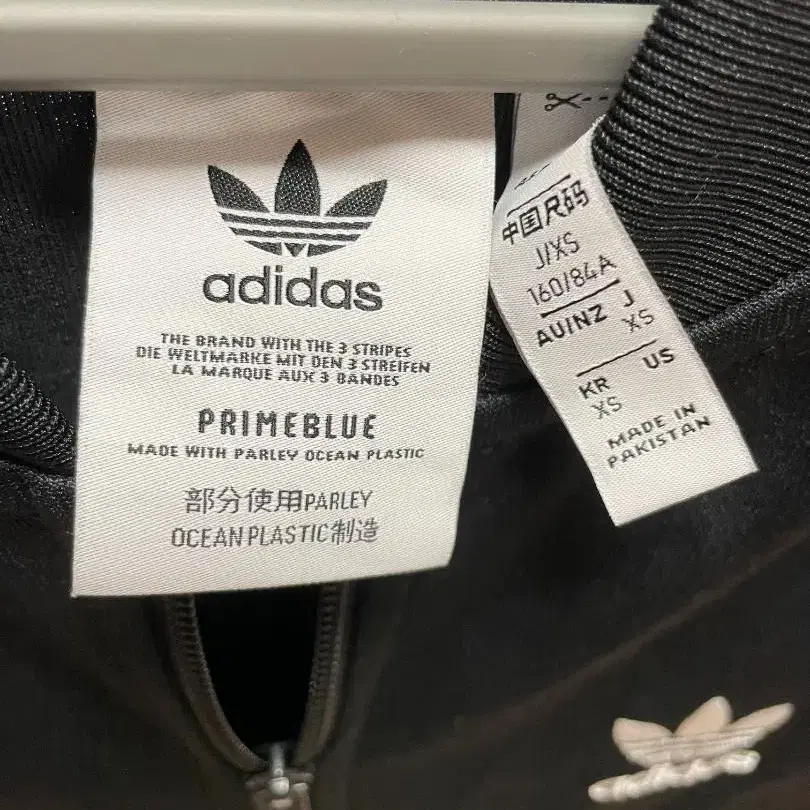 adidas
THE BRAND WITH THE 3 STRIPES
DIE WELTMARKE MIT DEN 3 STREIFEN
LA MARQUE AUX 3 BANDES
PRIMEBLUE
MADE WITH PARLEY OCEAN PLASTIC
部分使用PARLEY
OCEAN PLASTIC制造
中国尺码
J/XS
160/84A
AU/NZ J
XS
US
KR
XS
MADE IN
PAKISTAN